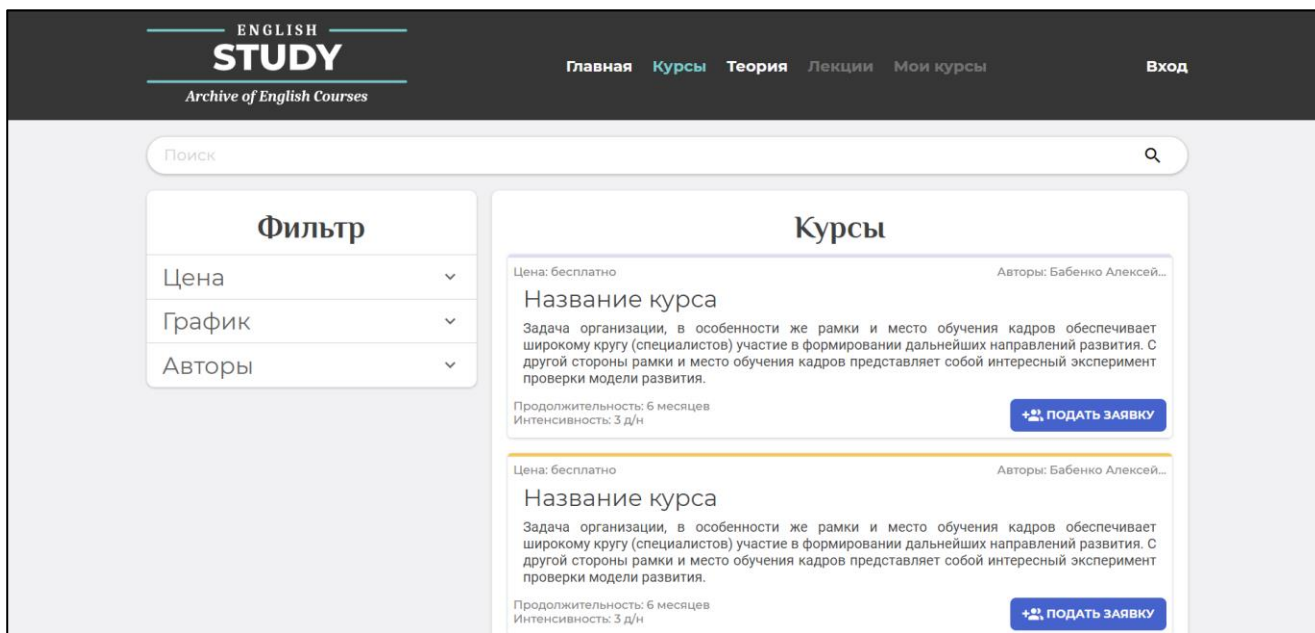 ENGLISH
STUDY
Archive of English Courses
Главная Курсы Теория Лекции Мои курсы Вход
Поиск
Фильтр
Цена
График
Авторы
Курсы
Цена: бесплатно Авторы: Бабенко Алексей...
Название курса
Задача организации, в особенности же рамки и место обучения кадров обеспечивает
широкому кругу (специалистов) участие в формировании дальнейших направлений развития. С
другой стороны рамки и место обучения кадров представляет собой интересный эксперимент
проверки модели развития.
Продолжительность: 6 месяцев
Интенсивность: 3 д/н
ПОДАТЬ ЗАЯВКУ
Цена: бесплатно Авторы: Бабенко Алексей...
Название курса
Задача организации, в особенности же рамки и место обучения кадров обеспечивает
широкому кругу (специалистов) участие в формировании дальнейших направлений развития. С
другой стороны рамки и место обучения кадров представляет собой интересный эксперимент
проверки модели развития.
Продолжительность: 6 месяцев
Интенсивность: 3 д/н
ПОДАТЬ ЗАЯВКУ